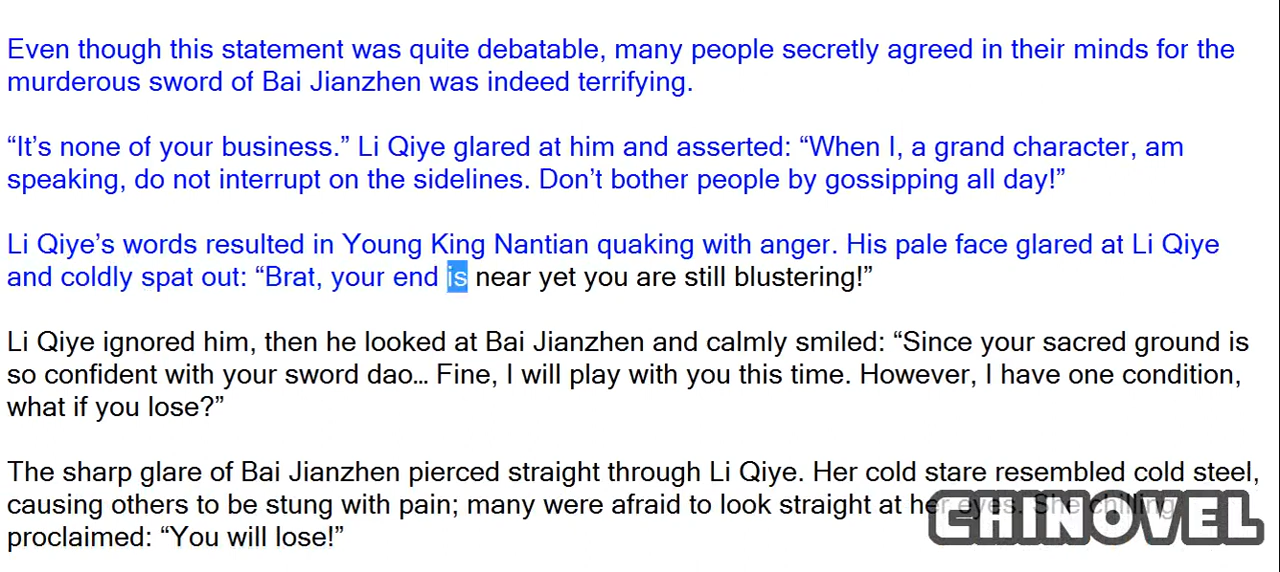 Even though this statement was quite debatable, many people secretly agreed in their minds for the
murderous sword of Bai Jianzhen was indeed terrifying.
“It’s none of your business.” Li Qiye glared at him and asserted: “When I, a grand character, am
speaking, do not interrupt on the sidelines. Don’t bother people by gossipping all day!”
Li Qiye’s words resulted in Young King Nantian quaking with anger. His pale face glared at Li Qiye
and coldly spat out: “Brat, your end is near yet you are still blustering!”
Li Qiye ignored him, then he looked at Bai Jianzhen and calmly smiled: “Since your sacred ground is
so confident with your sword dao… Fine, I will play with you this time. However, I have one condition,
what if you lose?”
The sharp glare of Bai Jianzhen pierced straight through Li Qiye. Her cold stare resembled cold steel,
causing others to be stung with pain; many were afraid to look straight at her eyes. She chilling
proclaimed: “You will lose!”
CHINOVEL